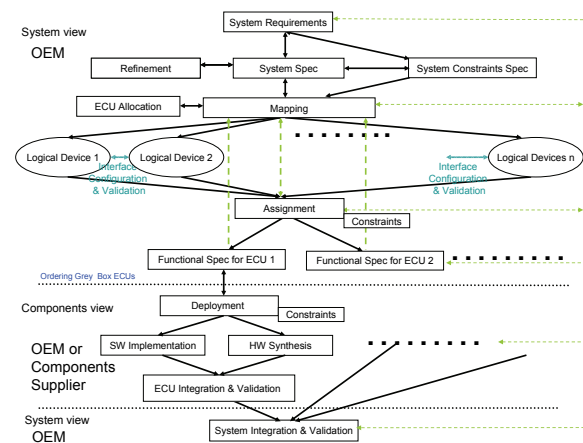 System Requirements
System view
OEM
Refinement
System Spec
System Constraints Spec
ECU Allocation
Mapping
Logical Device 1
Logical Device 2
Logical Devices n
Interface
Configuration
& Validation
Interface
Configuration
& Validation
Assignment
Constraints
Functional Spec for ECU 1
Functional Spec for ECU 2
Ordering Grey Box ECUs
Components view
Deployment
Constraints
OEM or
Components
Supplier
SW Implementation
HW Synthesis
ECU Integration & Validation
System view
OEM
System Integration & Validation